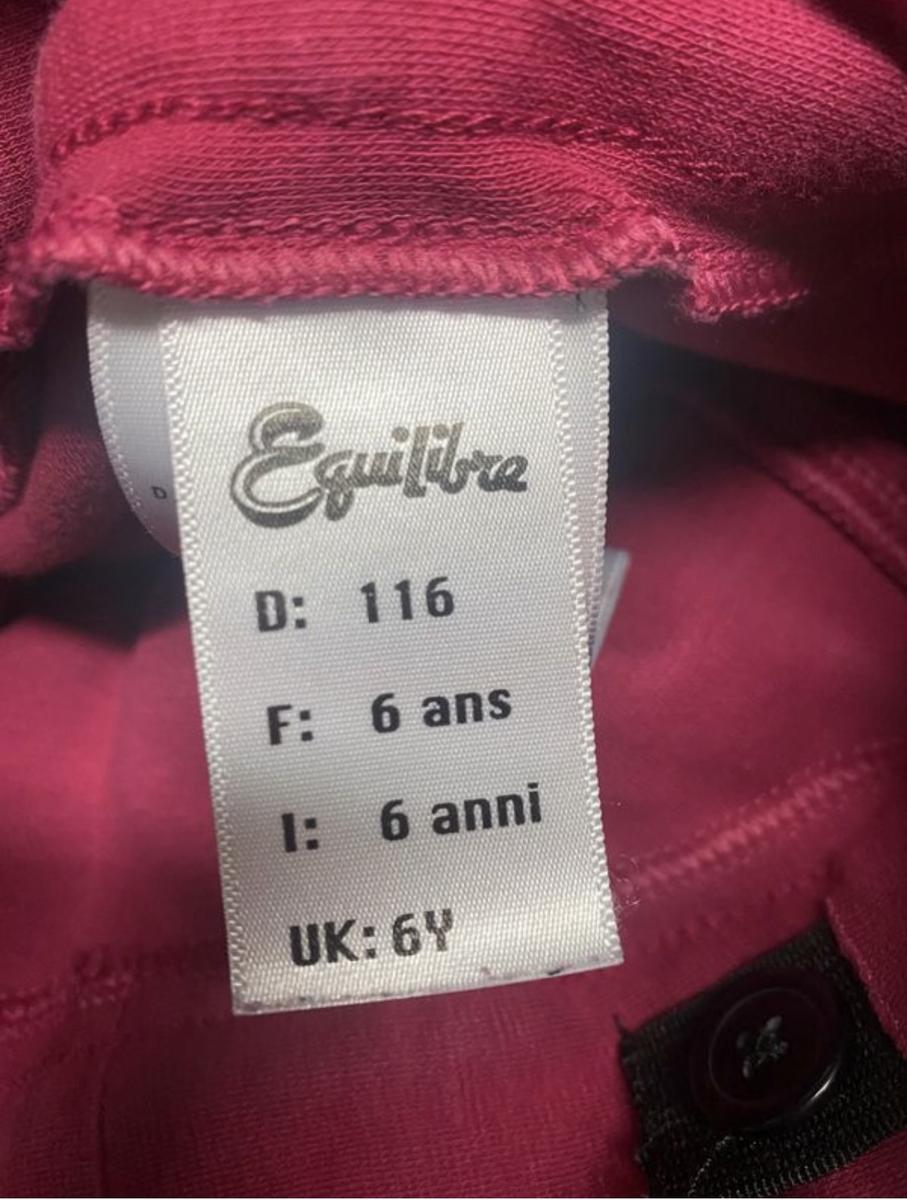 Equilibre
D: 116
F: 6 ans
I: 6 anni
UK: 6Y